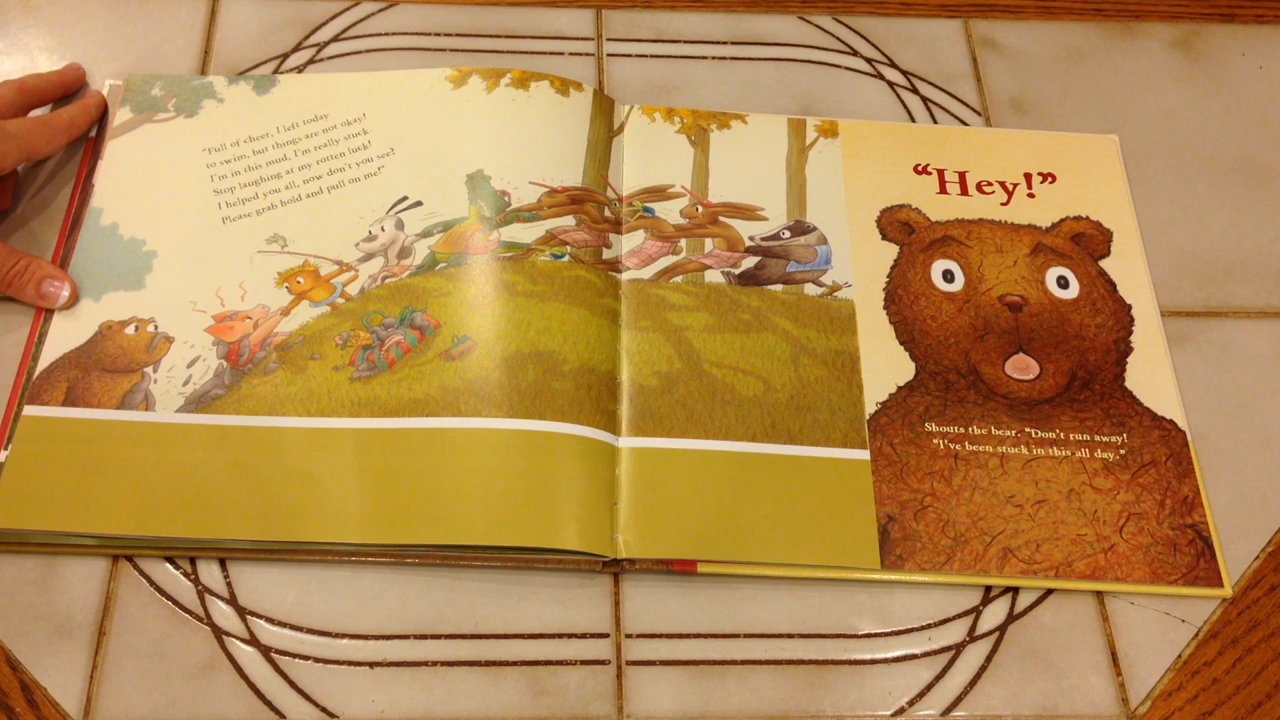 "Full of cheer, I left today
to swim, but things are not okay!
I'm in this mud, I'm really stuck.
Stop laughing at my rotten luck!
I helped you all, now don't you see?
Please grab hold and pull on me!"
"Hey!"
Shouts the bear. "Don't run away!
"I've been stuck in this all day."